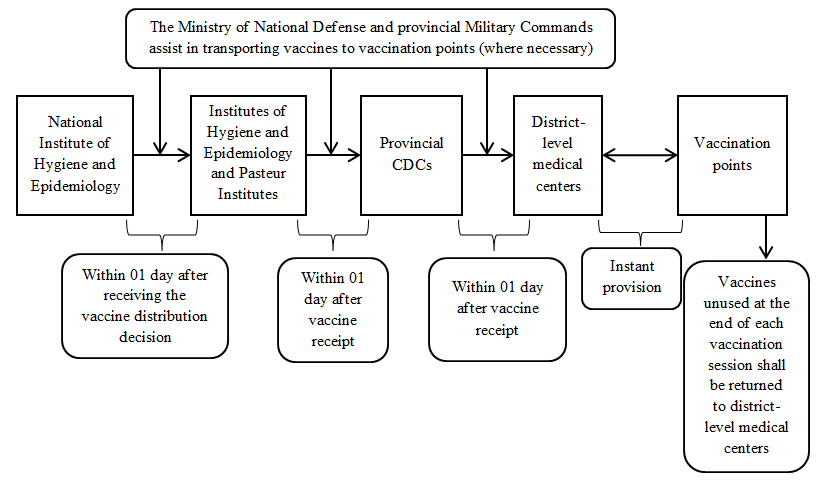 The Ministry of National Defense and provincial Military Commands
assist in transporting vaccines to vaccination points (where necessary)
National
Institute of
Hygiene and
Epidemiology
Institutes of
Hygiene and
Epidemiology
and Pasteur
Institutes
Provincial
CDCs
District-
level
medical
centers
Vaccination
points
Within 01 day after
receiving the
vaccine distribution
decision
Within 01
day after
vaccine
receipt
Within 01 day
after vaccine
receipt
Instant
provision
Vaccines
unused at the
end of each
vaccination
session shall
be returned
to district-
level medical
centers